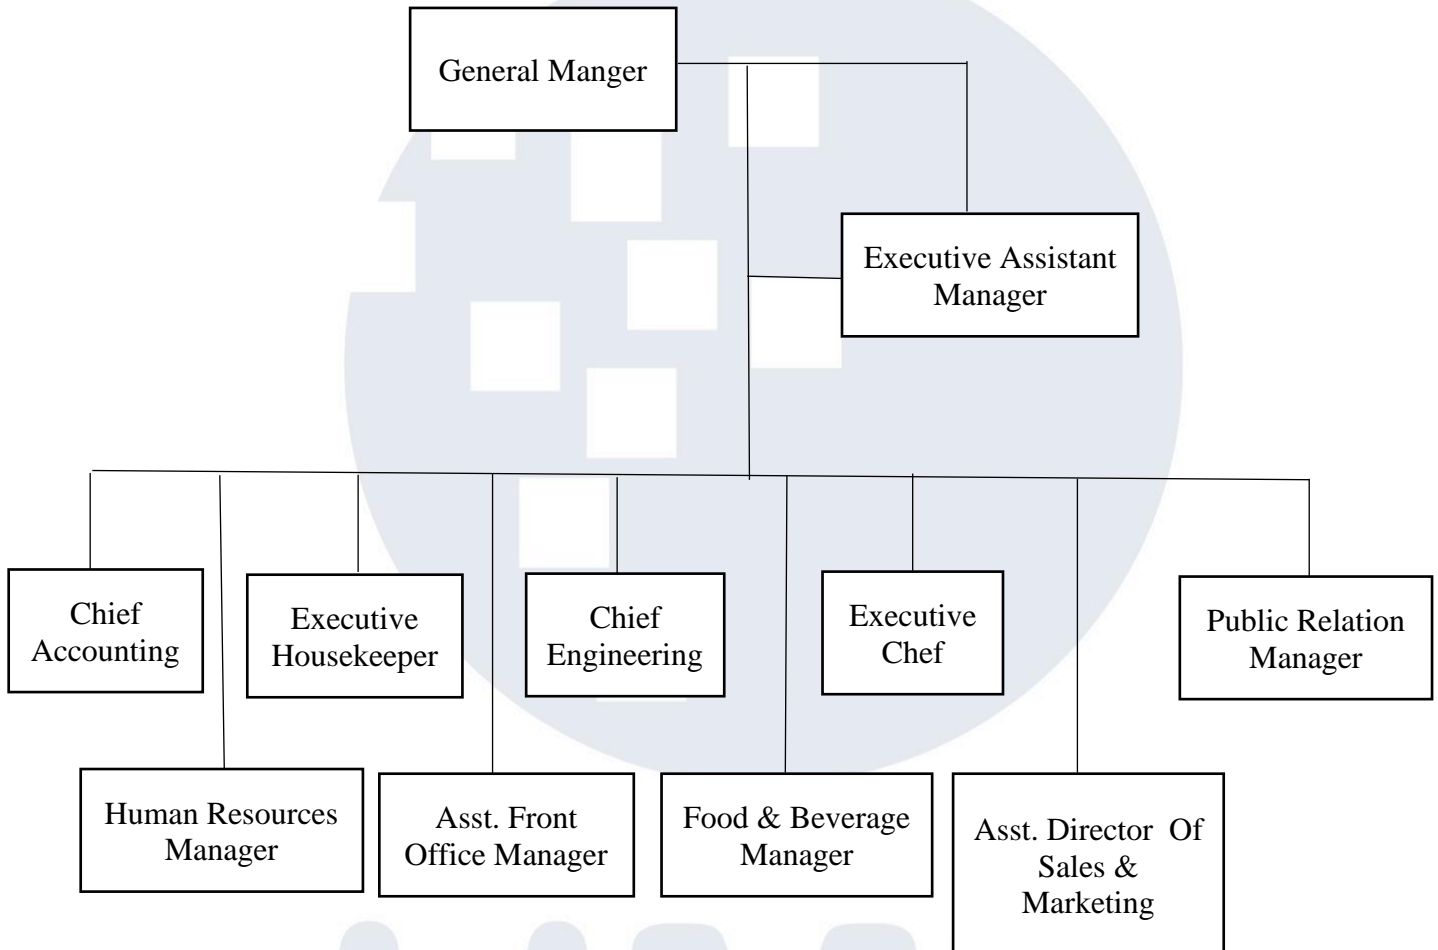 General Manger
Executive Assistant
Manager
Chief
Accounting
Executive
Housekeeper
Chief
Engineering
Executive
Chef
Public Relation
Manager
Human Resources
Manager
Asst. Front
Office Manager
Food & Beverage
Manager
Asst. Director Of
Sales &
Marketing